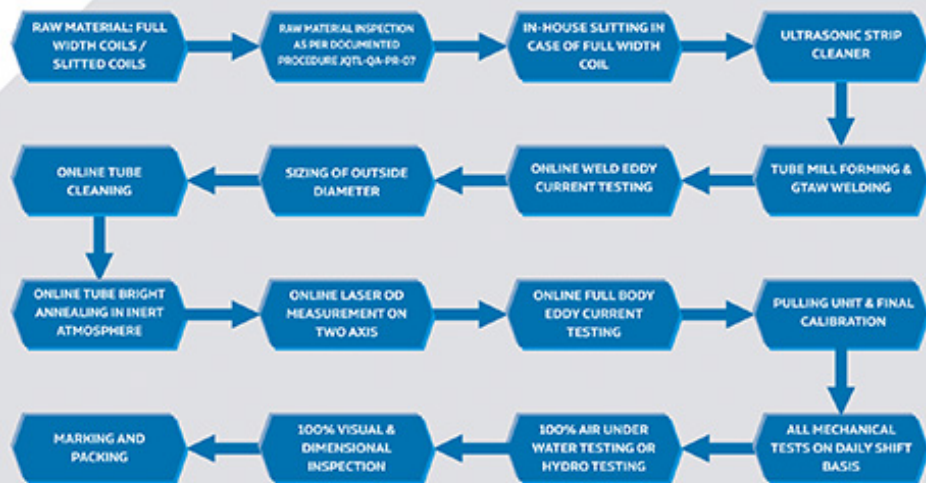 RAW MATERIAL: FULL
WIDTH COILS /
SLITTED COILS
RAW MATERIAL INSPECTION
AS PER DOCUMENTED
PROCEDURE JQTL-QA-PR-07
IN-HOUSE SLITTING IN
CASE OF FULL WIDTH
COIL
ULTRASONIC STRIP
CLEANER
TUBE MILL FORMING &
GTAW WELDING
ONLINE WELD EDDY
CURRENT TESTING
SIZING OF OUTSIDE
DIAMETER
ONLINE TUBE
CLEANING
ONLINE TUBE BRIGHT
ANNEALING IN INERT
ATMOSPHERE
ONLINE LASER OD
MEASUREMENT ON
TWO AXIS
ONLINE FULL BODY
EDDY CURRENT
TESTING
PULLING UNIT & FINAL
CALIBRATION
ALL MECHANICAL
TESTS ON DAILY SHIFT
BASIS
100% AIR UNDER
WATER TESTING OR
HYDRO TESTING
100% VISUAL &
DIMENSIONAL
INSPECTION
MARKING AND
PACKING